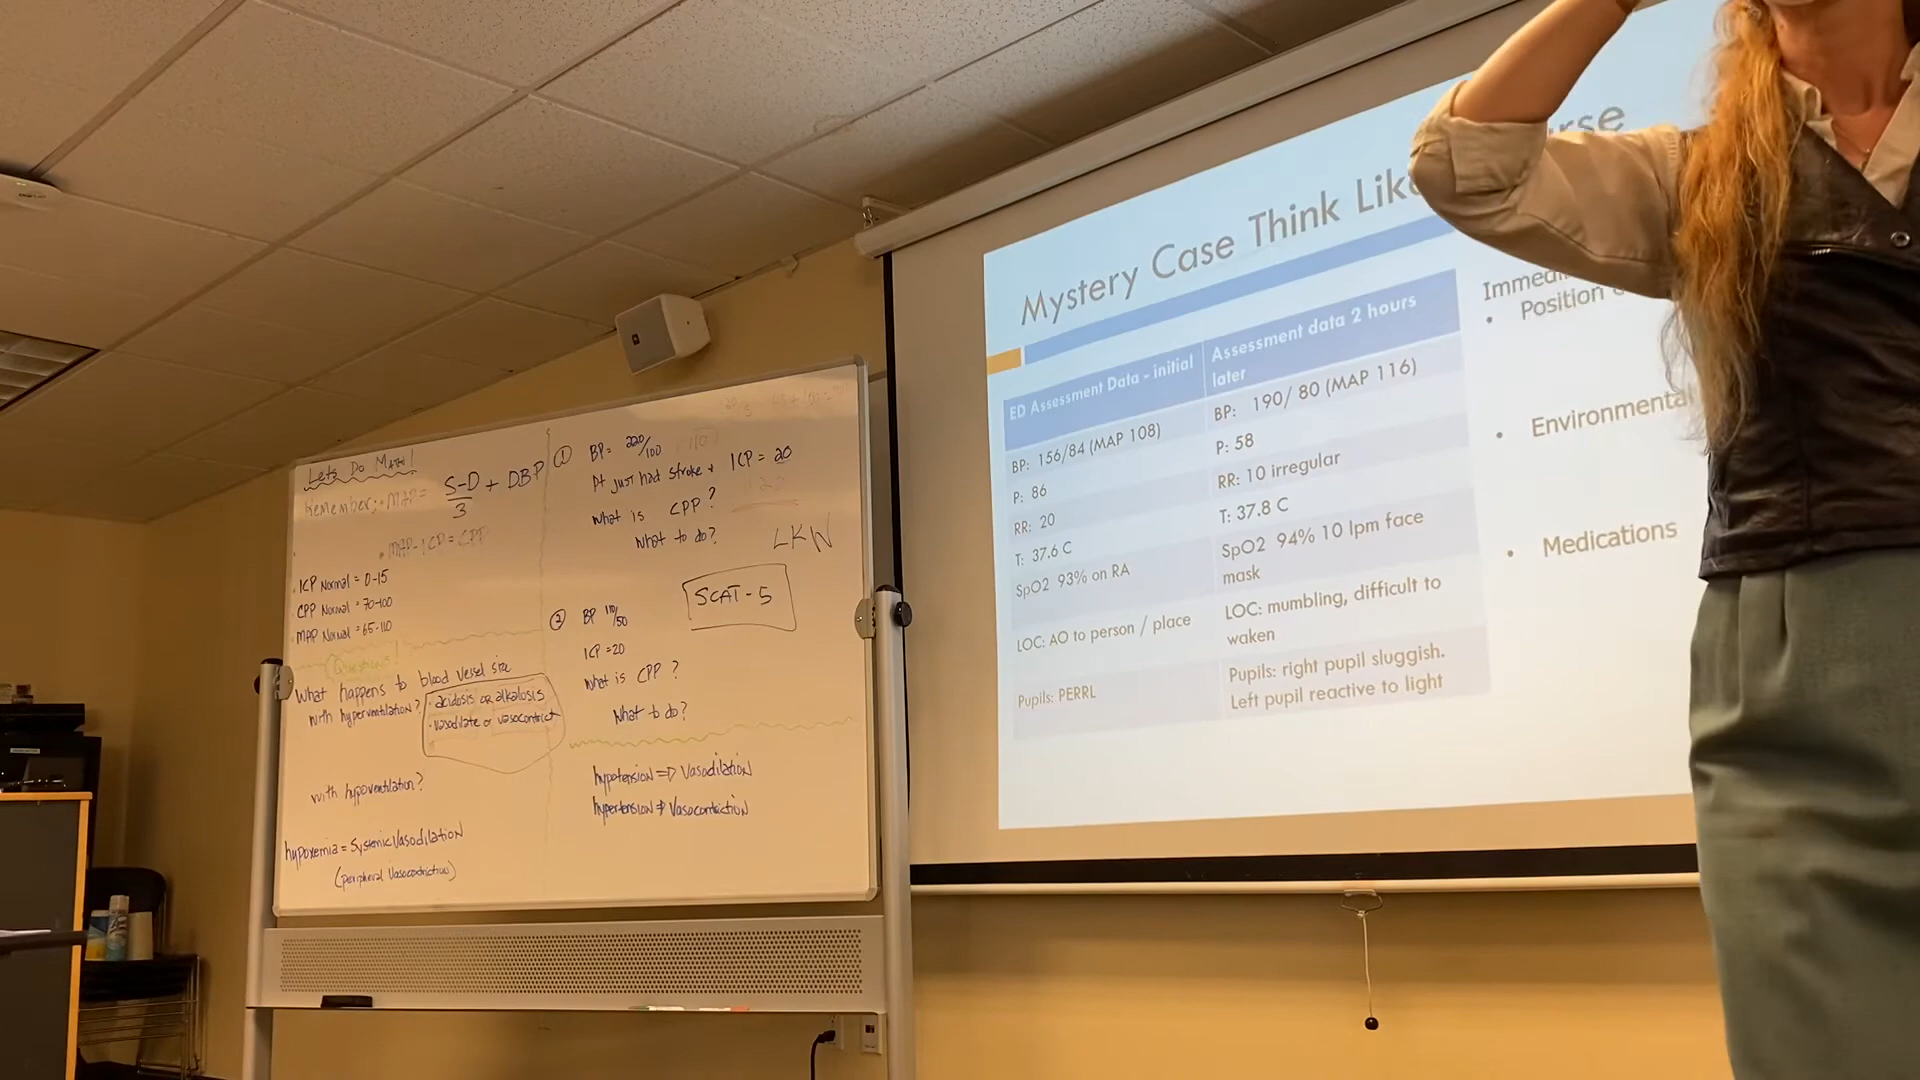 Lets Do Math!
Remember: • MAP = S-D/3 + DBP
• MAP-ICP = CPP
• ICP Normal = 0-15
• CPP Normal = 70-100
• MAP Normal = 65-110
Questions!
What happens to blood vessel size
with hyperventilation?
• acidosis or alkalosis
• vasodilate or
with hypoventilation?
hypoxemia = Systemic Vasodilation
(peripheral Vasoconstriction)
① BP = 220/100
Pt just had stroke + ICP = 20
What is CPP?
What to do?
LKW
SCAT-5
② BP 110/50
ICP = 20
What is CPP?
What to do?
hypotension => Vasodilation
hypertension => 
Mystery Case Think Like
rse
ED Assessment Data - initial
Assessment data 2 hours
later
BP: 156/84 (MAP 108)
BP: 190/ 80 (MAP 116)
P: 86
P: 58
RR: 20
RR: 10 irregular
T: 37.6 C
T: 37.8 C
SpO2 93% on RA
SpO2 94% 10 lpm face
mask
LOC: AO to person / place
LOC: mumbling, difficult to
waken
Pupils: PERRL
Pupils: right pupil sluggish.
Left pupil reactive to light
Immedi
• Position
• Environmental
• Medications